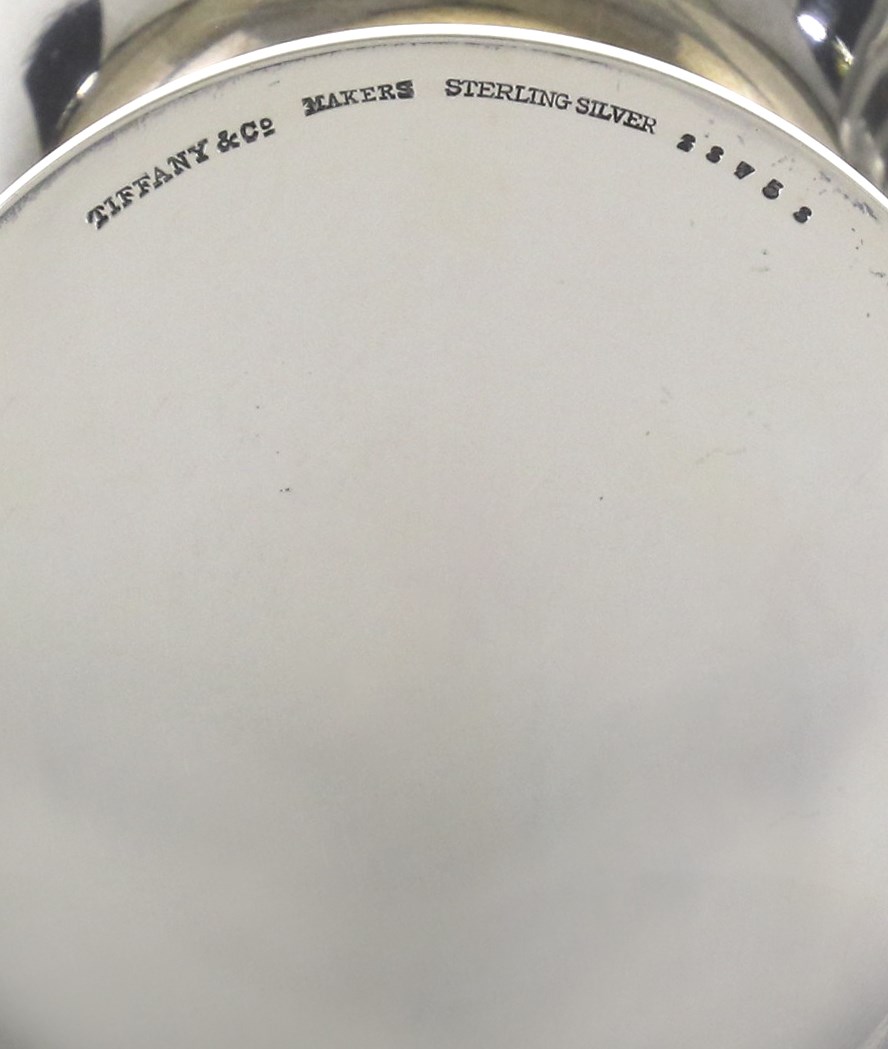 TIFFANY & Cº MAKERS STERLING SILVER 23753